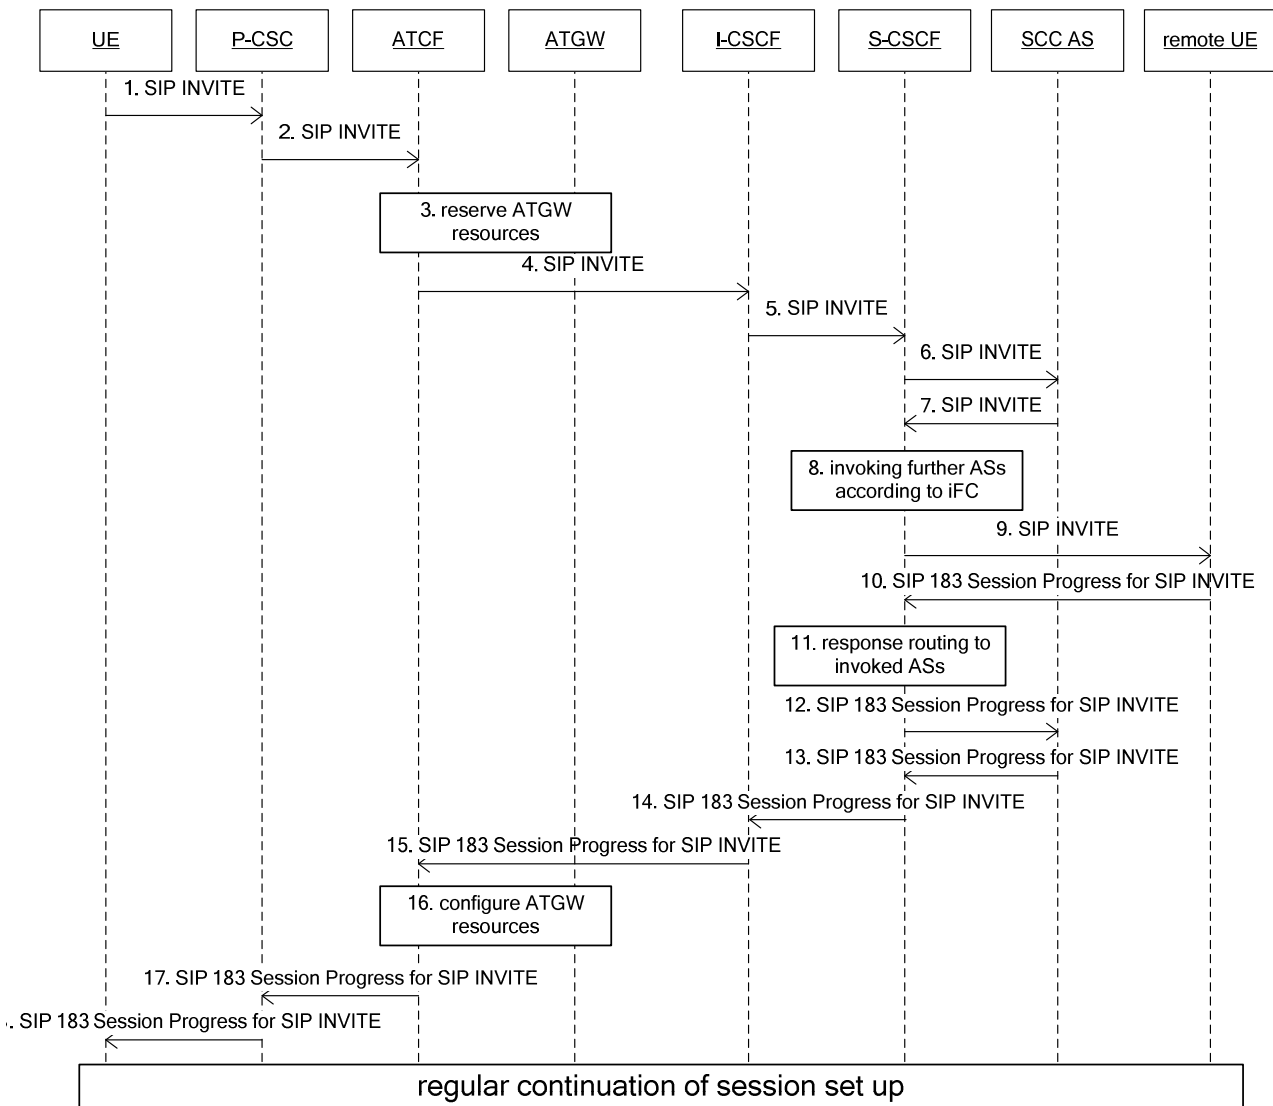 UE
P-CSC
ATCF
ATGW
I-CSCF
S-CSCF
SCC AS
remote UE
1. SIP INVITE
2. SIP INVITE
3. reserve ATGW
resources
4. SIP INVITE
5. SIP INVITE
6. SIP INVITE
7. SIP INVITE
8. invoking further ASs
according to iFC
9. SIP INVITE
10. SIP 183 Session Progress for SIP INVITE
11. response routing to
invoked ASs
12. SIP 183 Session Progress for SIP INVITE
13. SIP 183 Session Progress for SIP INVITE
14. SIP 183 Session Progress for SIP INVITE
15. SIP 183 Session Progress for SIP INVITE
16. configure ATGW
resources
17. SIP 183 Session Progress for SIP INVITE
. SIP 183 Session Progress for SIP INVITE
regular continuation of session set up